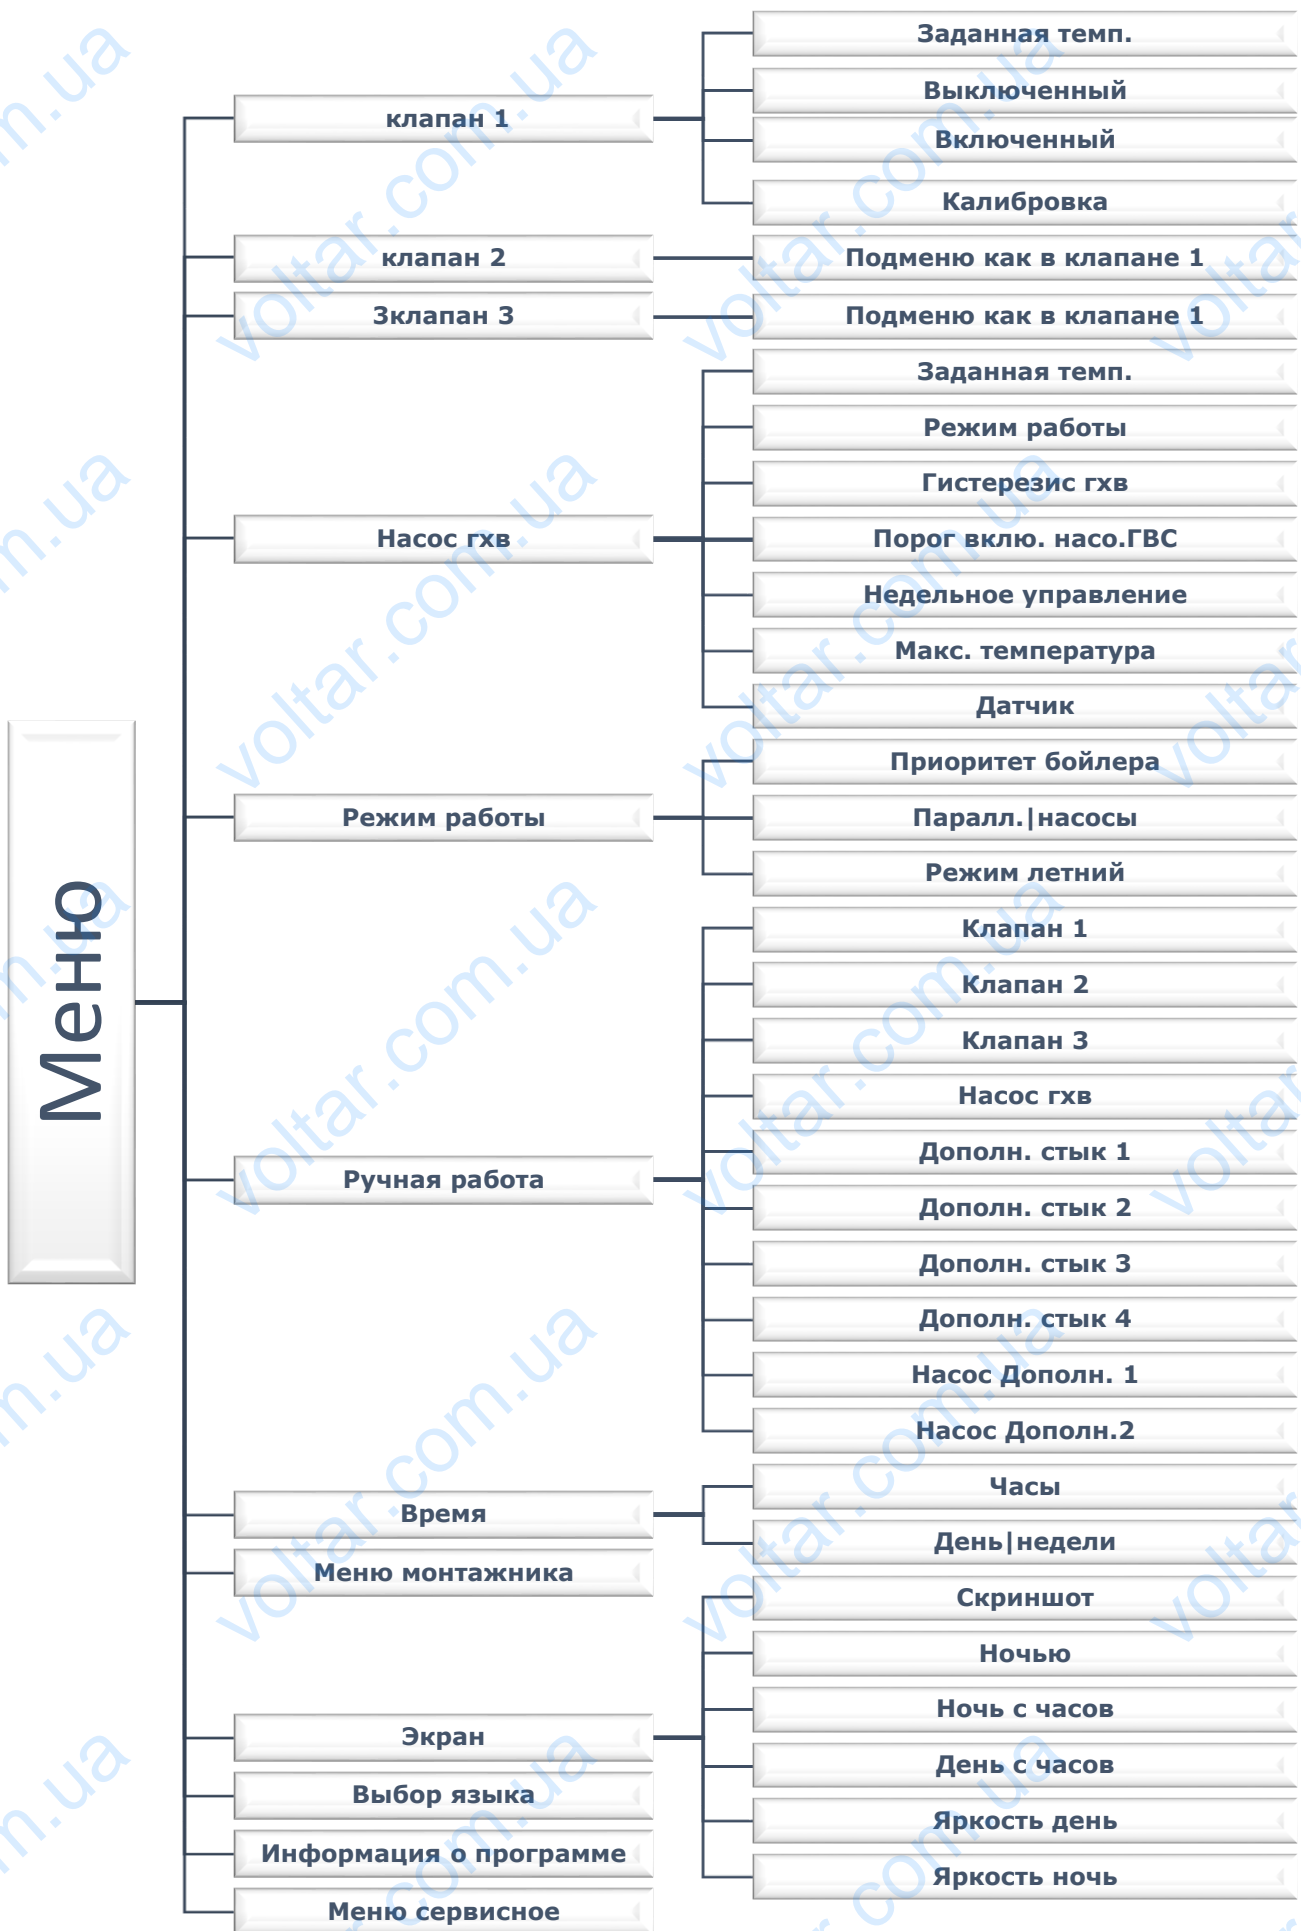 Меню
клапан 1
Заданная темп.
Выключенный
Включенный
Калибровка
клапан 2
Подменю как в клапане 1
3клапан 3
Подменю как в клапане 1
Насос гхв
Заданная темп.
Режим работы
Гистерезис гхв
Порог вклю. насо.ГВС
Недельное управление
Макс. температура
Датчик
Режим работы
Приоритет бойлера
Паралл.|насосы
Режим летний
Ручная работа
Клапан 1
Клапан 2
Клапан 3
Насос гхв
Дополн. стык 1
Дополн. стык 2
Дополн. стык 3
Дополн. стык 4
Насос Дополн. 1
Насос Дополн.2
Время
Часы
День|недели
Меню монтажника
Экран
Скриншот
Ночью
Ночь с часов
День с часов
Яркость день
Яркость ночь
Выбор языка
Информация о программе
Меню сервисное
voltar.com.ua